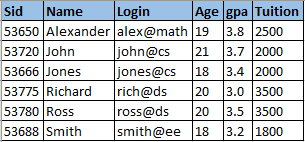 Sid Name Login Age gpa Tuition
53650 Alexander alex@math 19 3.8 2500
53720 John john@cs 21 3.7 2000
53666 Jones jones@cs 18 3.4 2000
53775 Richard rich@ds 20 3.0 3500
53780 Ross ross@ds 20 3.5 3500
53688 Smith smith@ee 18 3.2 1800